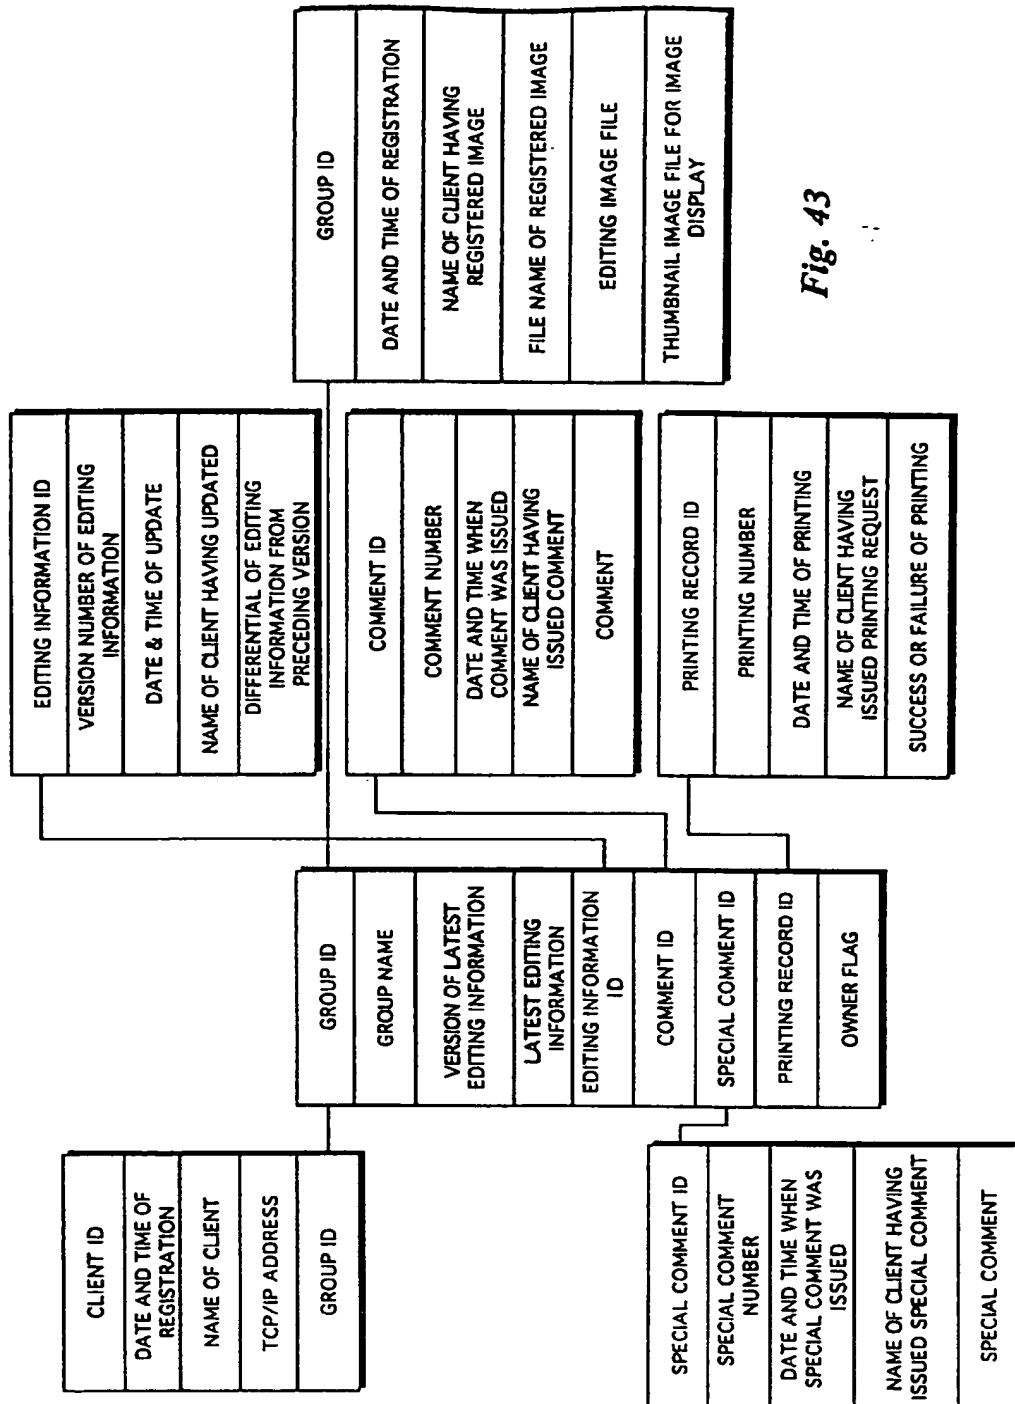 CLIENT ID
DATE AND TIME OF
REGISTRATION
NAME OF CLIENT
TCP/IP ADDRESS
GROUP ID
SPECIAL COMMENT ID
SPECIAL COMMENT
NUMBER
DATE AND TIME WHEN
SPECIAL COMMENT WAS
ISSUED
NAME OF CLIENT HAVING
ISSUED SPECIAL COMMENT
SPECIAL COMMENT
GROUP ID
GROUP NAME
VERSION OF LATEST
EDITING INFORMATION
LATEST EDITING
INFORMATION
EDITING INFORMATION
ID
COMMENT ID
SPECIAL COMMENT ID
PRINTING RECORD ID
OWNER FLAG
EDITING INFORMATION ID
VERSION NUMBER OF EDITING
INFORMATION
DATE & TIME OF UPDATE
NAME OF CLIENT HAVING UPDATED
DIFFERENTIAL OF EDITING
INFORMATION FROM
PRECEDING VERSION
COMMENT ID
COMMENT NUMBER
DATE AND TIME WHEN
COMMENT WAS ISSUED
NAME OF CLIENT HAVING
ISSUED COMMENT
COMMENT
PRINTING RECORD ID
PRINTING NUMBER
DATE AND TIME OF PRINTING
NAME OF CLIENT HAVING
ISSUED PRINTING REQUEST
SUCCESS OR FAILURE OF PRINTING
GROUP ID
DATE AND TIME OF REGISTRATION
NAME OF CLIENT HAVING
REGISTERED IMAGE
FILE NAME OF REGISTERED IMAGE
EDITING IMAGE FILE
THUMBNAIL IMAGE FILE FOR IMAGE
DISPLAY
Fig. 43